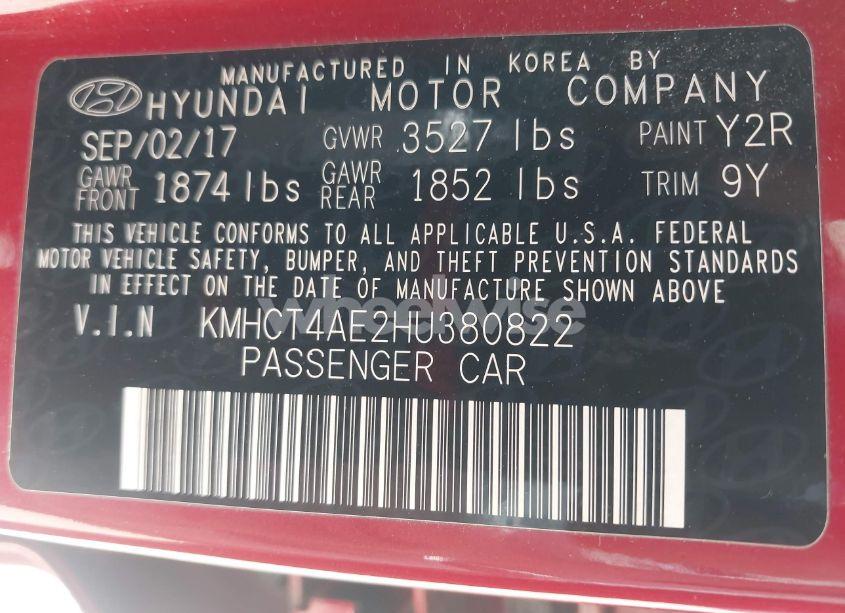 MANUFACTURED IN KOREA BY
HYUNDAI MOTOR COMPANY
SEP/02/17 GVWR 3527 lbs PAINT Y2R
GAWR FRONT 1874 lbs GAWR REAR 1852 lbs TRIM 9Y
THIS VEHICLE CONFORMS TO ALL APPLICABLE U.S.A. FEDERAL
MOTOR VEHICLE SAFETY, BUMPER, AND THEFT PREVENTION STANDARDS
IN EFFECT ON THE DATE OF MANUFACTURE SHOWN ABOVE
V.I.N KMHCT4AE2HU380822
PASSENGER CAR
wheelwise